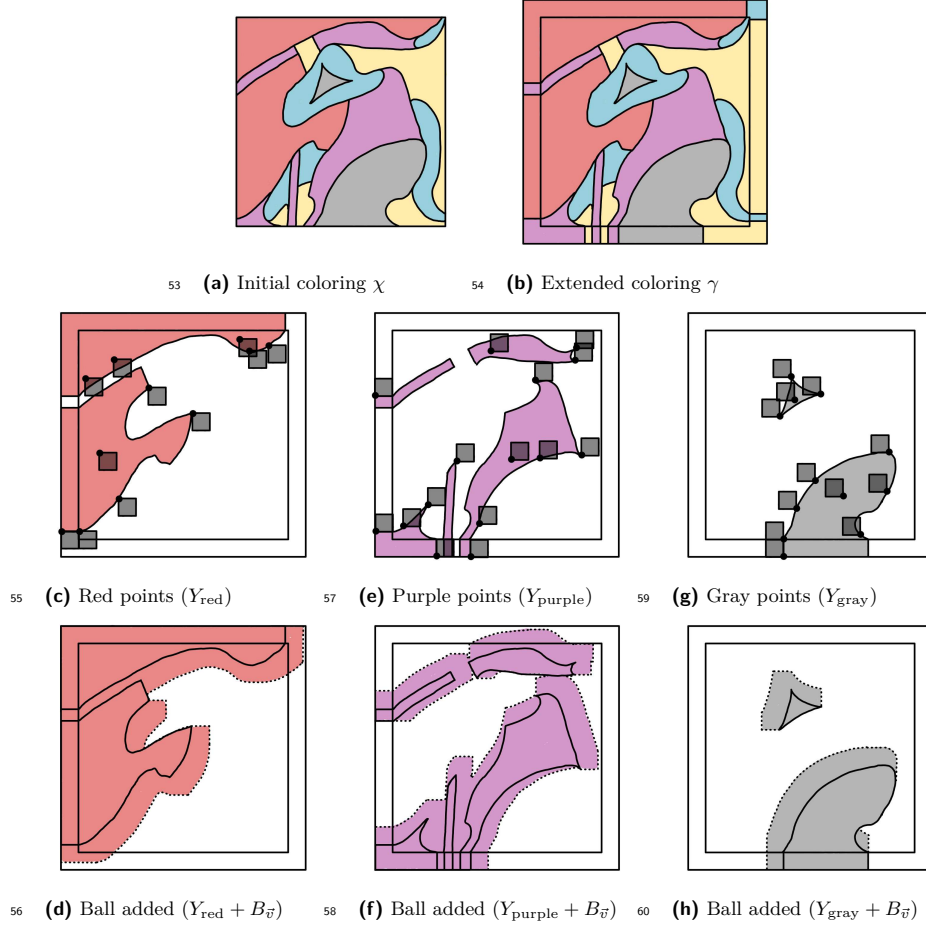 53 (a) Initial coloring χ
54 (b) Extended coloring γ
55 (c) Red points (Y_red)
57 (e) Purple points (Y_purple)
59 (g) Gray points (Y_gray)
56 (d) Ball added (Y_red + B_v⃗)
58 (f) Ball added (Y_purple + B_v⃗)
60 (h) Ball added (Y_gray + B_v⃗)